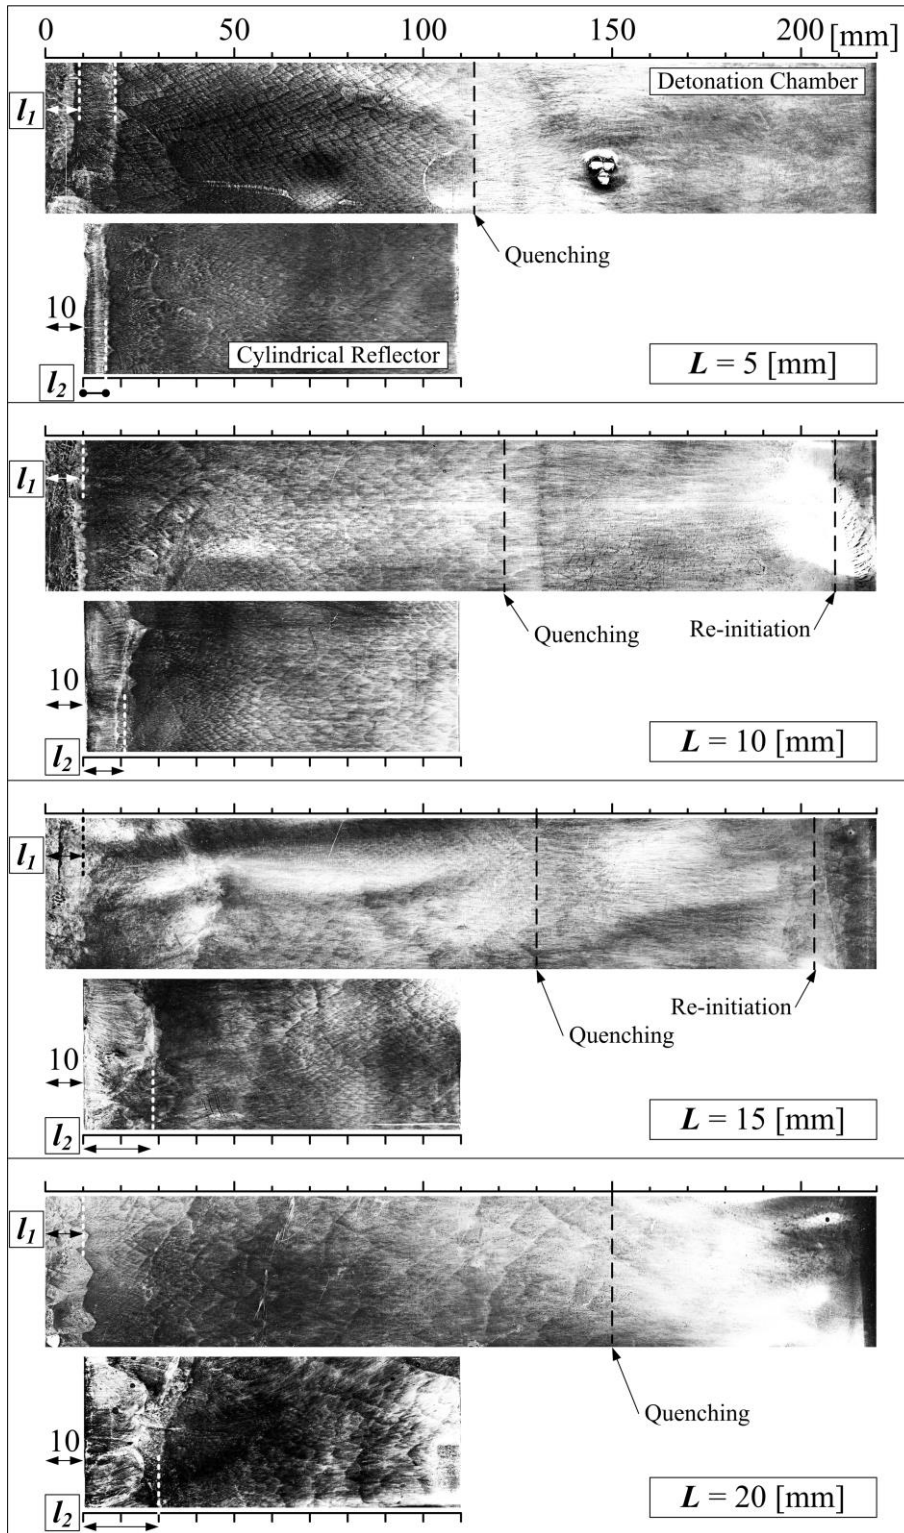 0 50 100 150 200 [mm]
l1
Detonation Chamber
Quenching
10
Cylindrical Reflector
l2
L = 5 [mm]
l1
Quenching
Re-initiation
10
l2
L = 10 [mm]
l1
Re-initiation
Quenching
10
l2
L = 15 [mm]
l1
Quenching
10
l2
L = 20 [mm]